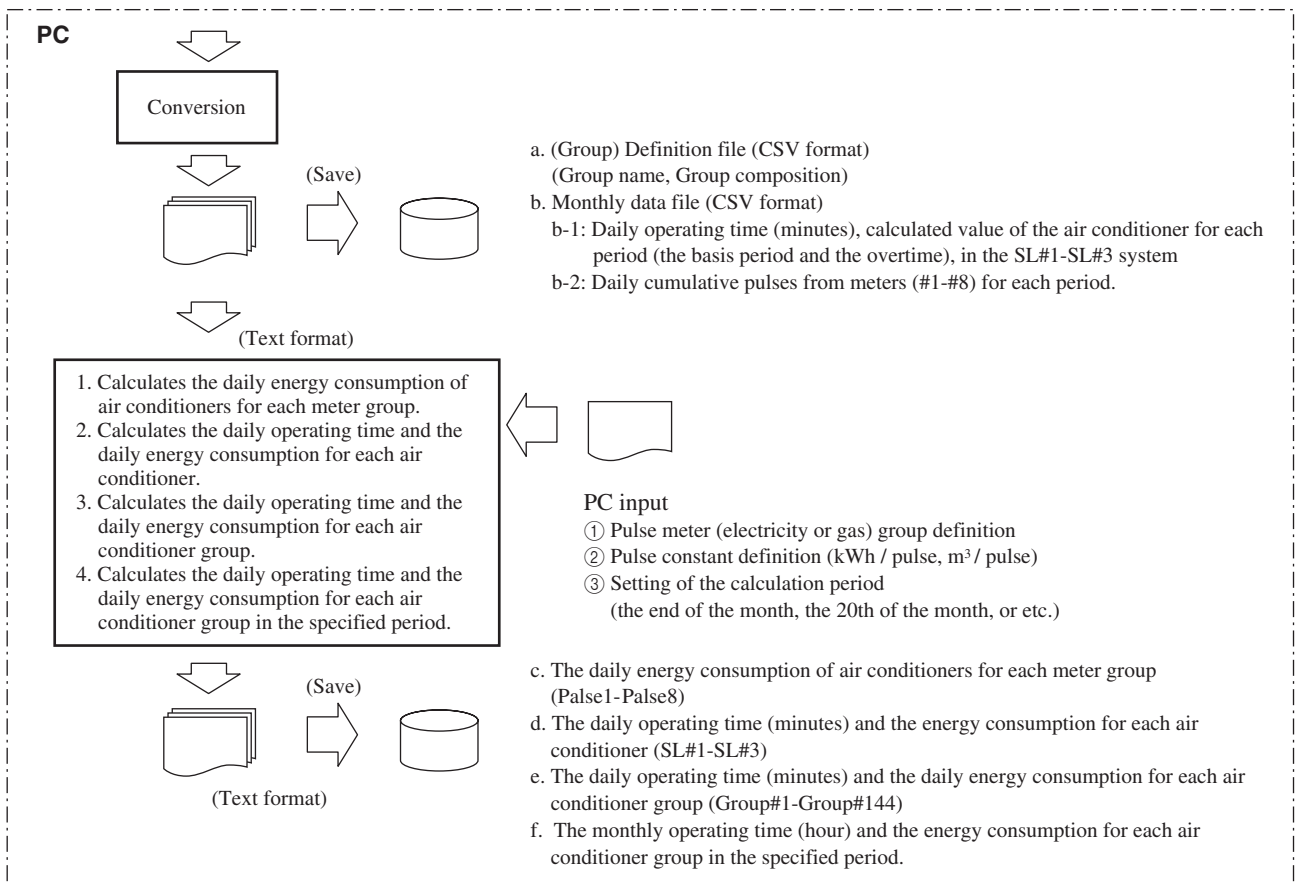 PC
Conversion
(Save)
a. (Group) Definition file (CSV format)
(Group name, Group composition)
b. Monthly data file (CSV format)
b-1: Daily operating time (minutes), calculated value of the air conditioner for each
period (the basis period and the overtime), in the SL#1-SL#3 system
b-2: Daily cumulative pulses from meters (#1-#8) for each period.
(Text format)
1. Calculates the daily energy consumption of
air conditioners for each meter group.
2. Calculates the daily operating time and the
daily energy consumption for each air
conditioner.
3. Calculates the daily operating time and the
daily energy consumption for each air
conditioner group.
4. Calculates the daily operating time and the
daily energy consumption for each air
conditioner group in the specified period.
PC input
① Pulse meter (electricity or gas) group definition
② Pulse constant definition (kWh / pulse, m³ / pulse)
③ Setting of the calculation period
(the end of the month, the 20th of the month, or etc.)
(Save)
(Text format)
c. The daily energy consumption of air conditioners for each meter group
(Palse1-Palse8)
d. The daily operating time (minutes) and the energy consumption for each air
conditioner (SL#1-SL#3)
e. The daily operating time (minutes) and the daily energy consumption for each air
conditioner group (Group#1-Group#144)
f. The monthly operating time (hour) and the energy consumption for each air
conditioner group in the specified period.